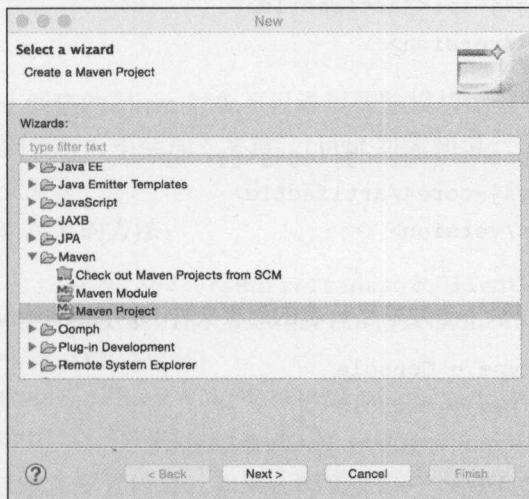 New
Select a wizard
Create a Maven Project
Wizards:
type filter text
Java EE
Java Emitter Templates
JavaScript
JAXB
JPA
Maven
Check out Maven Projects from SCM
Maven Module
Maven Project
Oomph
Plug-in Development
Remote System Explorer
?
< Back
Next >
Cancel
Finish